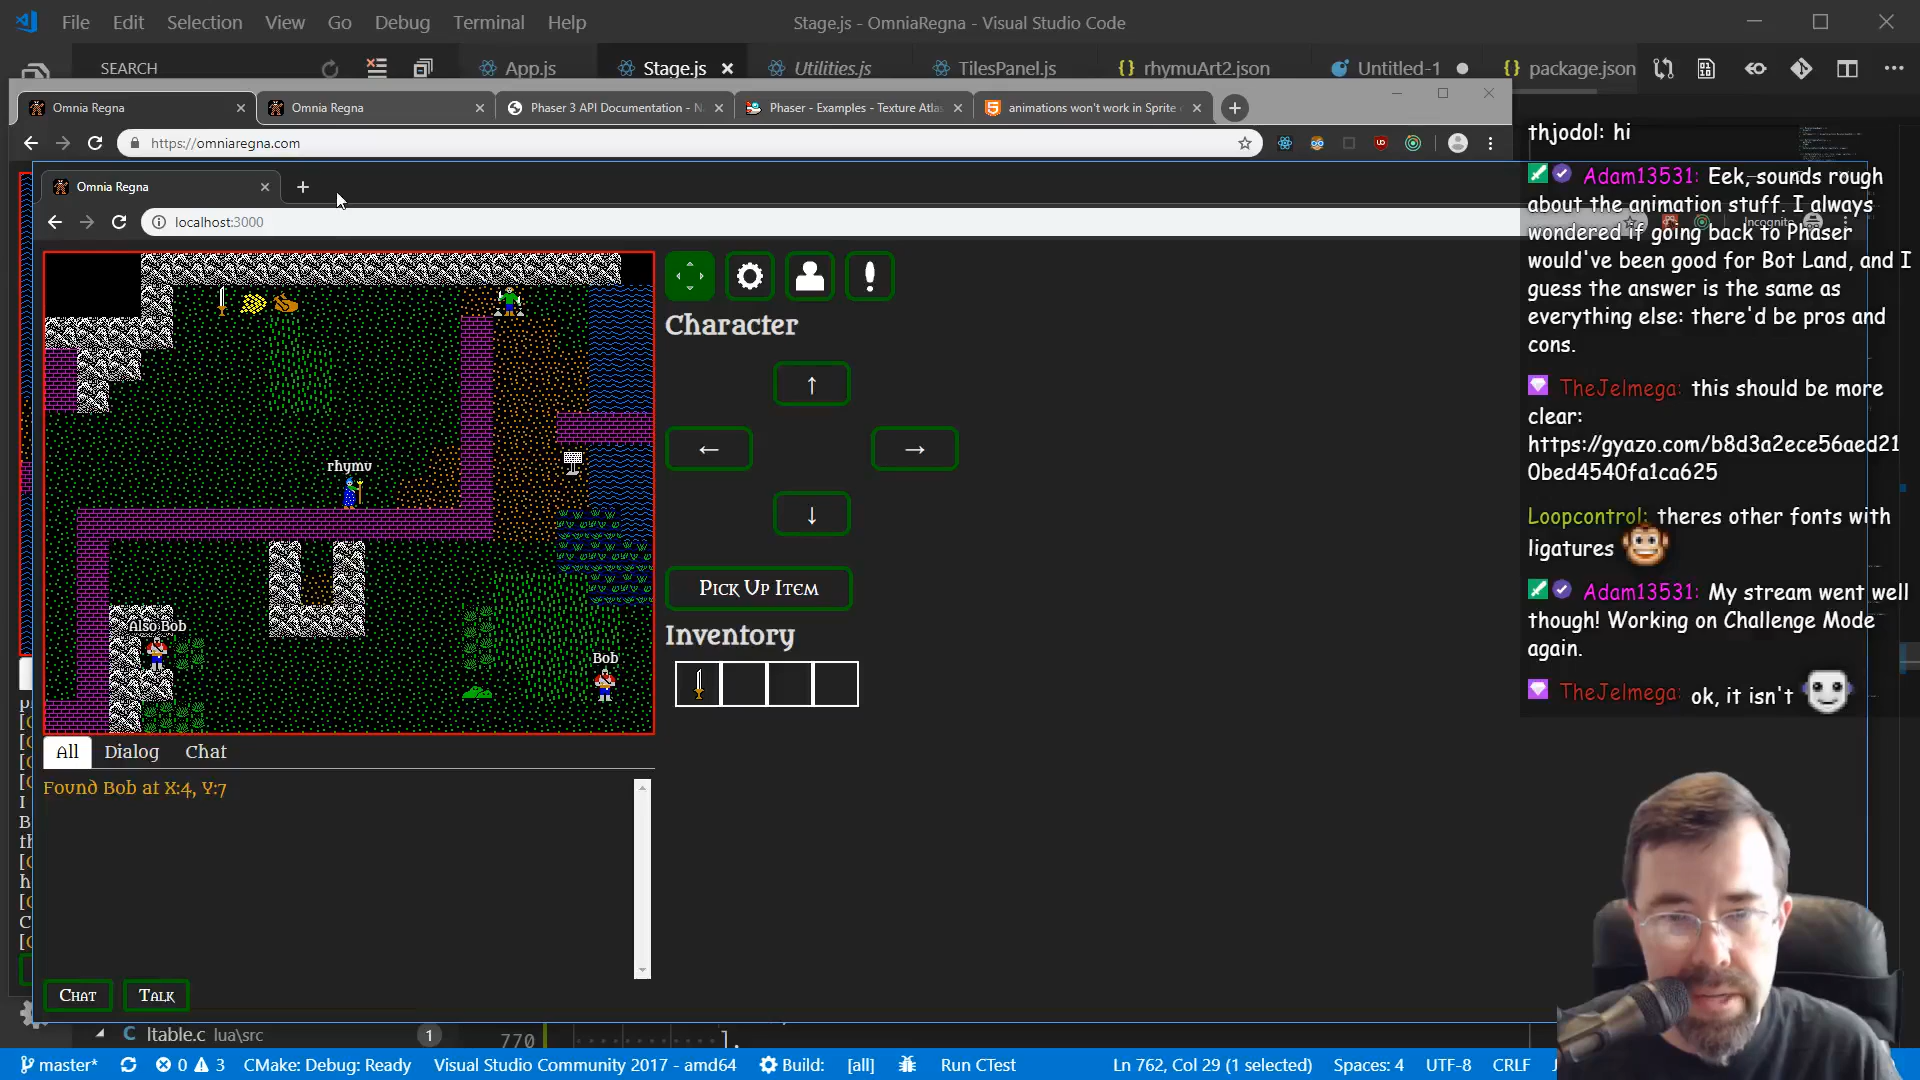 File Edit Selection View Go Debug Terminal Help
Stage.js - OmniaRegna - Visual Studio Code
SEARCH
App.js
Stage.js
Utilities.js
TilesPanel.js
rhymuArt2.json
Untitled-1
package.json
Omnia Regna
Omnia Regna
Phaser 3 API Documentation - N
Phaser - Examples - Texture Atlas
animations won't work in Sprite
https://omniaregna.com
Omnia Regna
localhost:3000
Incognito
rhymu
Also Bob
Bob
Character
↑
← →
↓
Pick Up Item
Inventory
All Dialog Chat
Found Bob at X:4, Y:7
Chat Talk
thjodol: hi
Adam13531: Eek, sounds rough
about the animation stuff. I always
wondered if going back to Phaser
would've been good for Bot Land, and I
guess the answer is the same as
everything else: there'd be pros and
cons.
TheJelmega: this should be more
clear:
https://gyazo.com/b8d3a2ece56aed21
0bed4540fa1ca625
Loopcontrol: theres other fonts with
ligatures
Adam13531: My stream went well
though! Working on Challenge Mode
again.
TheJelmega: ok, it isn't
ltable.c lua\src 1
770 ],
master* 0 3 CMake: Debug: Ready Visual Studio Community 2017 - amd64 Build: [all] Run CTest Ln 762, Col 29 (1 selected) Spaces: 4 UTF-8 CRLF